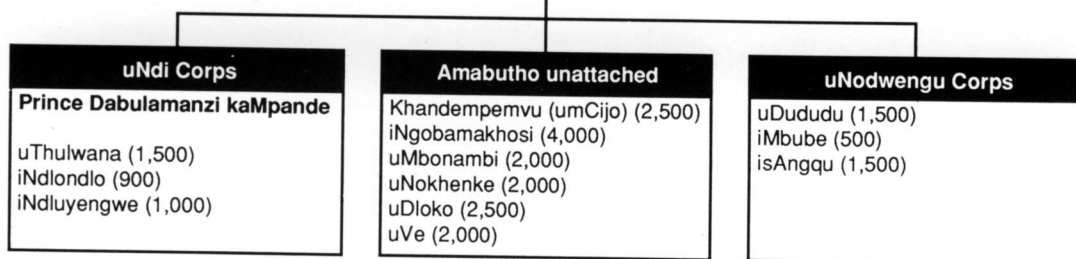 uNdi Corps
Prince Dabulamanzi kaMpande
uThulwana (1,500)
iNdlondlo (900)
iNdluyengwe (1,000)
Amabutho unattached
Khandempemvu (umCijo) (2,500)
iNgobamakhosi (4,000)
uMbonambi (2,000)
uNokhenke (2,000)
uDloko (2,500)
uVe (2,000)
uNodwengu Corps
uDududu (1,500)
iMbube (500)
isAngqu (1,500)